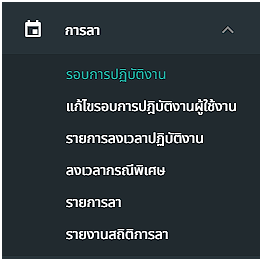 การลา
รอบการปฏิบัติงาน
แก้ไขรอบการปฏิบัติงานผู้ใช้งาน
รายการลงเวลาปฏิบัติงาน
ลงเวลากรณีพิเศษ
รายการลา
รายงานสถิติการลา